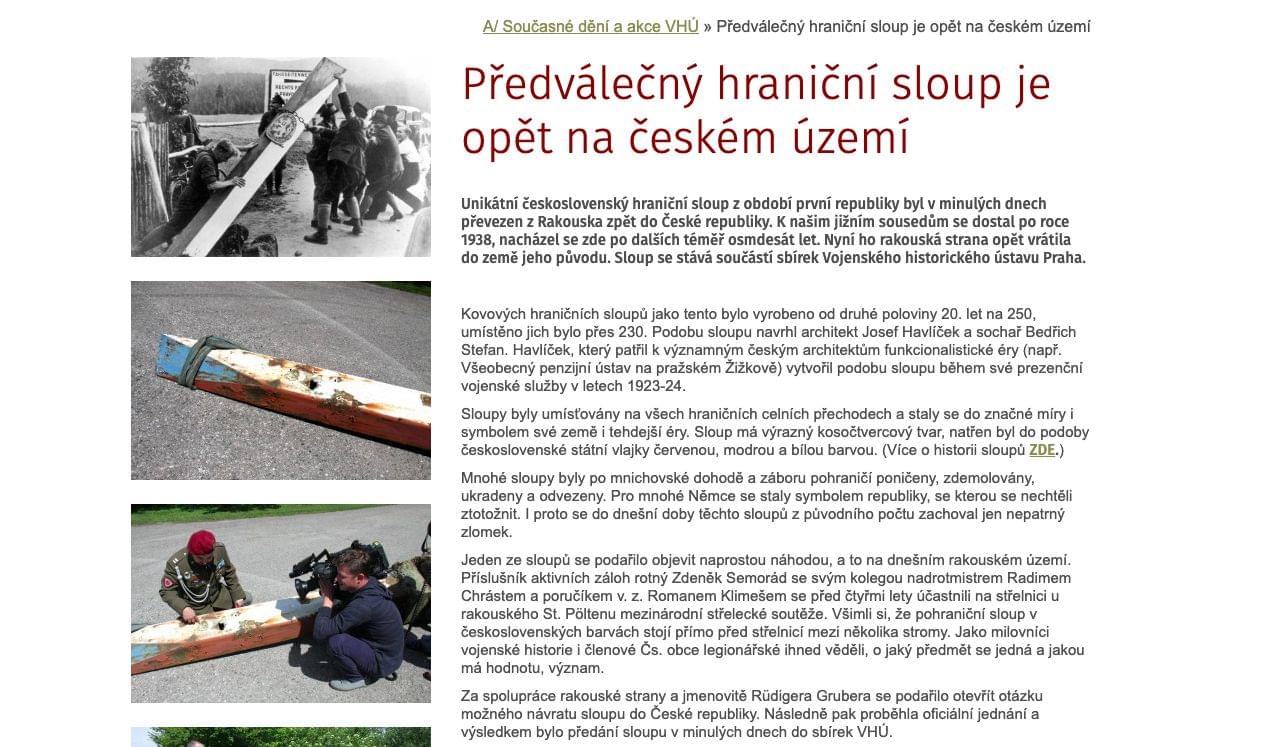 A/ Současné dění a akce VHÚ » Předválečný hraniční sloup je opět na českém území
Předválečný hraniční sloup je
opět na českém území
Unikátní československý hraniční sloup z období první republiky byl v minulých dnech
převezen z Rakouska zpět do České republiky. K našim jižním sousedům se dostal po roce
1938, nacházel se zde po dalších téměř osmdesát let. Nyní ho rakouská strana opět vrátila
do země jeho původu. Sloup se stává součástí sbírek Vojenského historického ústavu Praha.
Kovových hraničních sloupů jako tento bylo vyrobeno od druhé poloviny 20. let na 250,
umístěno jich bylo přes 230. Podobu sloupu navrhl architekt Josef Havlíček a sochař Bedřich
Stefan. Havlíček, který patřil k významným českým architektům funkcionalistické éry (např.
Všeobecný penzijní ústav na pražském Žižkově) vytvořil podobu sloupu během své prezenční
vojenské služby v letech 1923-24.
Sloupy byly umísťovány na všech hraničních celních přechodech a staly se do značné míry i
symbolem své země i tehdejší éry. Sloup má výrazný kosočtvercový tvar, natřen byl do podoby
československé státní vlajky červenou, modrou a bílou barvou. (Více o historii sloupů ZDE.)
Mnohé sloupy byly po mnichovské dohodě a záboru pohraničí poničeny, zdemolovány,
ukradeny a odvezeny. Pro mnohé Němce se staly symbolem republiky, se kterou se nechtěli
ztotožnit. I proto se do dnešní doby těchto sloupů z původního počtu zachoval jen nepatrný
zlomek.
Jeden ze sloupů se podařilo objevit naprostou náhodou, a to na dnešním rakouském území.
Příslušník aktivních záloh rotný Zdeněk Semorád se svým kolegou nadrotmistrem Radimem
Chrástem a poručíkem v. z. Romanem Klimešem se před čtyřmi lety účastnili na střelnici u
rakouského St. Pöltenu mezinárodní střelecké soutěže. Všimli si, že pohraniční sloup v
československých barvách stojí přímo před střelnicí mezi několika stromy. Jako milovníci
vojenské historie i členové Čs. obce legionářské ihned věděli, o jaký předmět se jedná a jakou
má hodnotu, význam.
Za spolupráce rakouské strany a jmenovitě Rüdigera Grubera se podařilo otevřít otázku
možného návratu sloupu do České republiky. Následně pak proběhla oficiální jednání a
výsledkem bylo předání sloupu v minulých dnech do sbírek VHÚ.